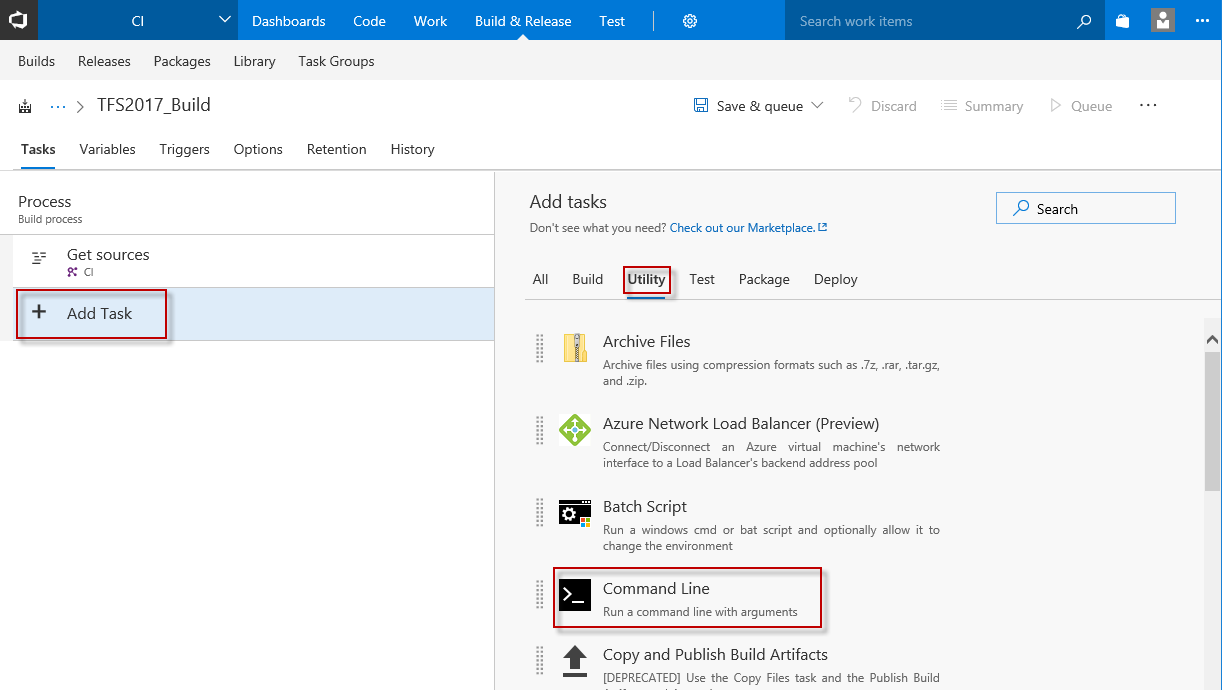 CI Dashboards Code Work Build & Release Test Search work items
Builds Releases Packages Library Task Groups
... > TFS2017_Build Save & queue Discard Summary Queue ...
Tasks Variables Triggers Options Retention History
Process
Build process
Get sources
CI
Add Task
Add tasks
Search
Don't see what you need? Check out our Marketplace.
All Build Utility Test Package Deploy
Archive Files
Archive files using compression formats such as .7z, .rar, .tar.gz,
and .zip.
Azure Network Load Balancer (Preview)
Connect/Disconnect an Azure virtual machine's network
interface to a Load Balancer's backend address pool
Batch Script
Run a windows cmd or bat script and optionally allow it to
change the environment
Command Line
Run a command line with arguments
Copy and Publish Build Artifacts
[DEPRECATED] Use the Copy Files task and the Publish Build